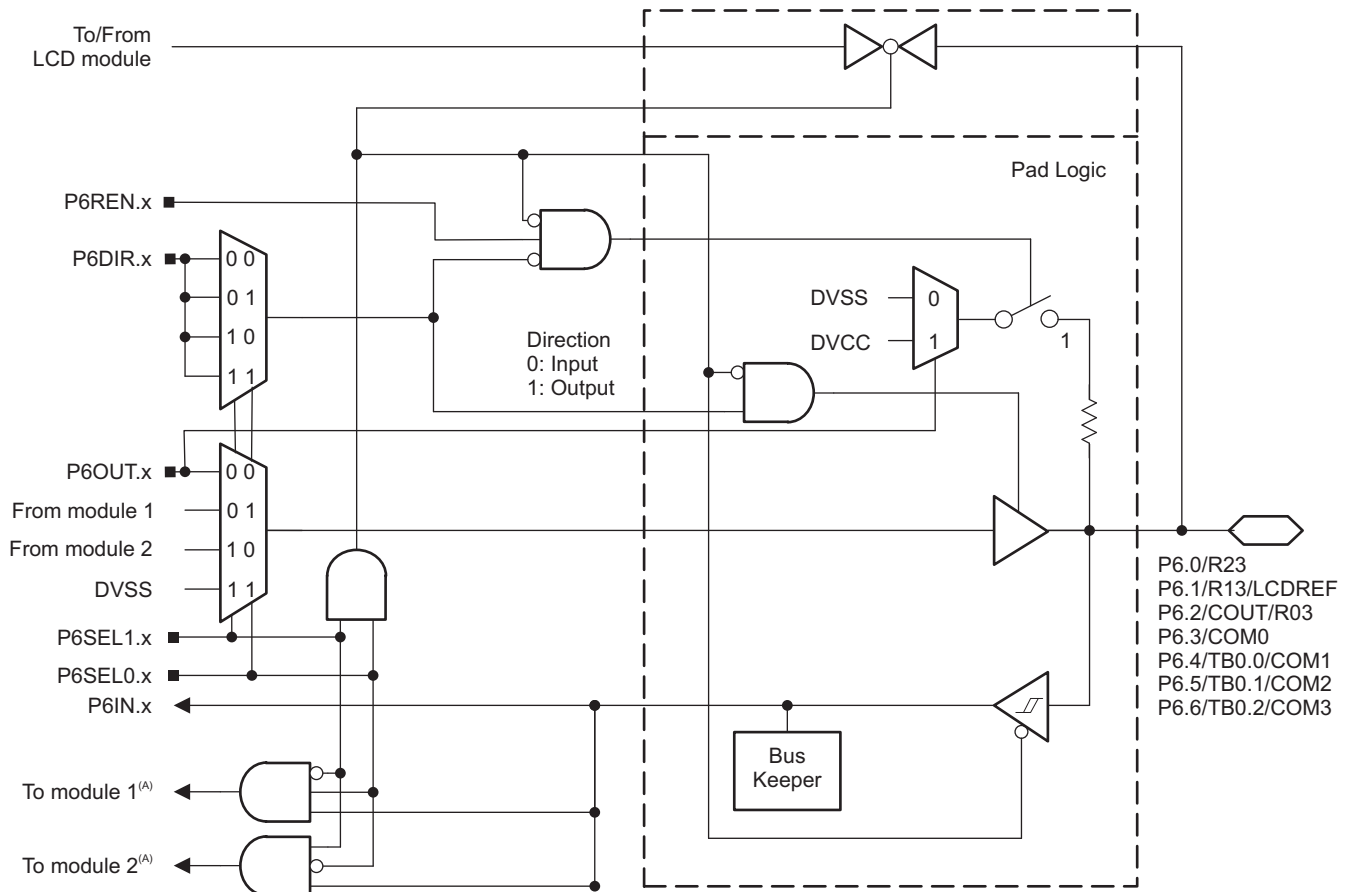 To/From
LCD module
Pad Logic
P6REN.x
P6DIR.x
0 0
0 1
1 0
1 1
Direction
0: Input
1: Output
DVSS
DVCC
0
1
1
P6OUT.x
From module 1
From module 2
DVSS
0 0
0 1
1 0
1 1
P6SEL1.x
P6SEL0.x
P6IN.x
P6.0/R23
P6.1/R13/LCDREF
P6.2/COUT/R03
P6.3/COM0
P6.4/TB0.0/COM1
P6.5/TB0.1/COM2
P6.6/TB0.2/COM3
Bus
Keeper
To module 1(A)
To module 2(A)